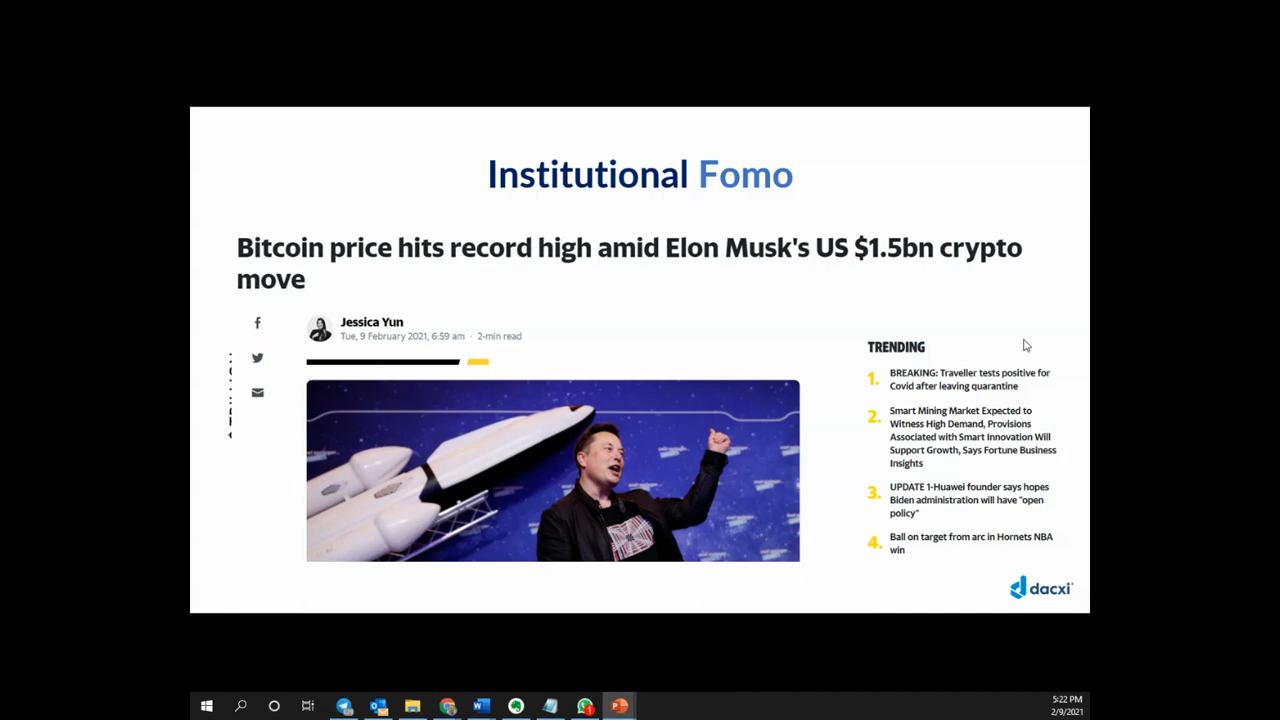 Institutional Fomo
Bitcoin price hits record high amid Elon Musk's US $1.5bn crypto
move
Jessica Yun
Tue, 9 February 2021, 6:59 am · 2-min read
TRENDING
1. BREAKING: Traveller tests positive for
Covid after leaving quarantine
2. Smart Mining Market Expected to
Witness High Demand, Provisions
Associated with Smart Innovation Will
Support Growth, Says Fortune Business
Insights
3. UPDATE 1-Huawei founder says hopes
Biden administration will have "open
policy"
4. Ball on target from arc in Hornets NBA
win
dacxi
1
5:22 PM
2/9/2021